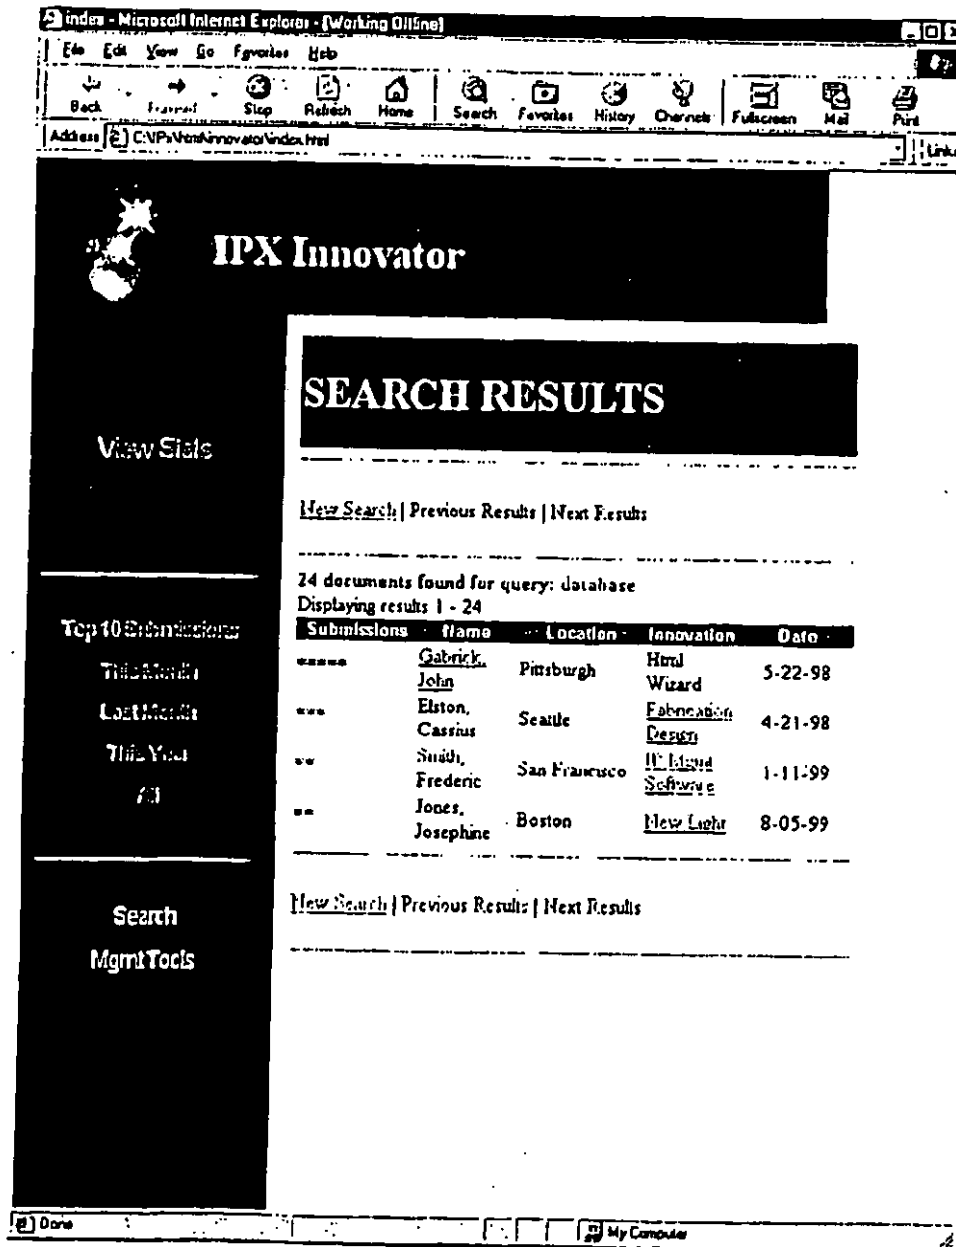 index - Microsoft Internet Explorer - [Working Offline]
File Edit View Go Favorites Help
Back Forward Stop Refresh Home Search Favorites History Channels Fullscreen Mail Print
Address C:\IPx\html\innovator\index.html Links
IPX Innovator
SEARCH RESULTS
View Stats
New Search | Previous Results | Next Results
24 documents found for query: database
Displaying results 1 - 24
Submissions Name Location Innovation Date
***** Gabrick, John Pittsburgh Html Wizard 5-22-98
*** Elston, Cassius Seattle Fabrication Design 4-21-98
** Smith, Frederic San Francisco IP Mgmt Software 1-11-99
** Jones, Josephine Boston New Light 8-05-99
Top 10 Submissions
This Month
Last Month
This Year
All
New Search | Previous Results | Next Results
Search
Mgmt Tools
Done My Computer